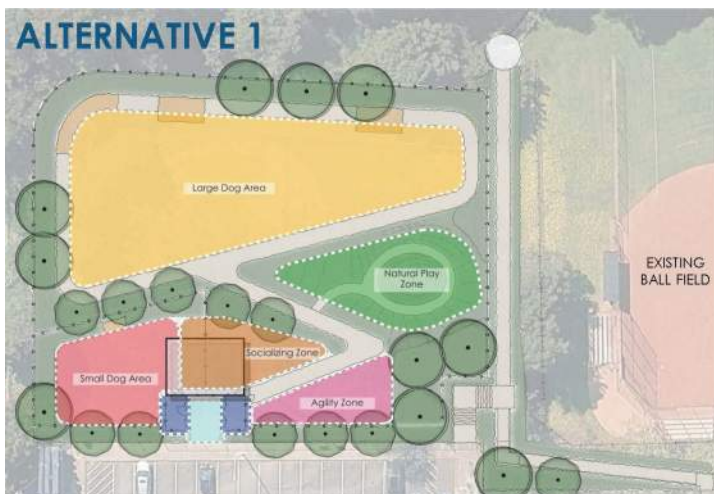 ALTERNATIVE 1
Large Dog Area
Natural Play
Zone
EXISTING
BALL FIELD
Socializing Zone
Small Dog Area
Agility Zone